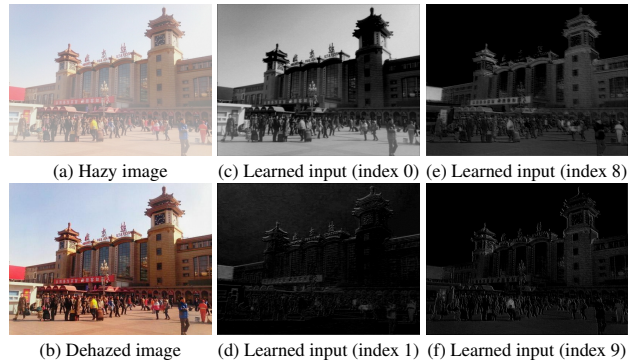 (a) Hazy image
(c) Learned input (index 0)
(e) Learned input (index 8)
(b) Dehazed image
(d) Learned input (index 1)
(f) Learned input (index 9)